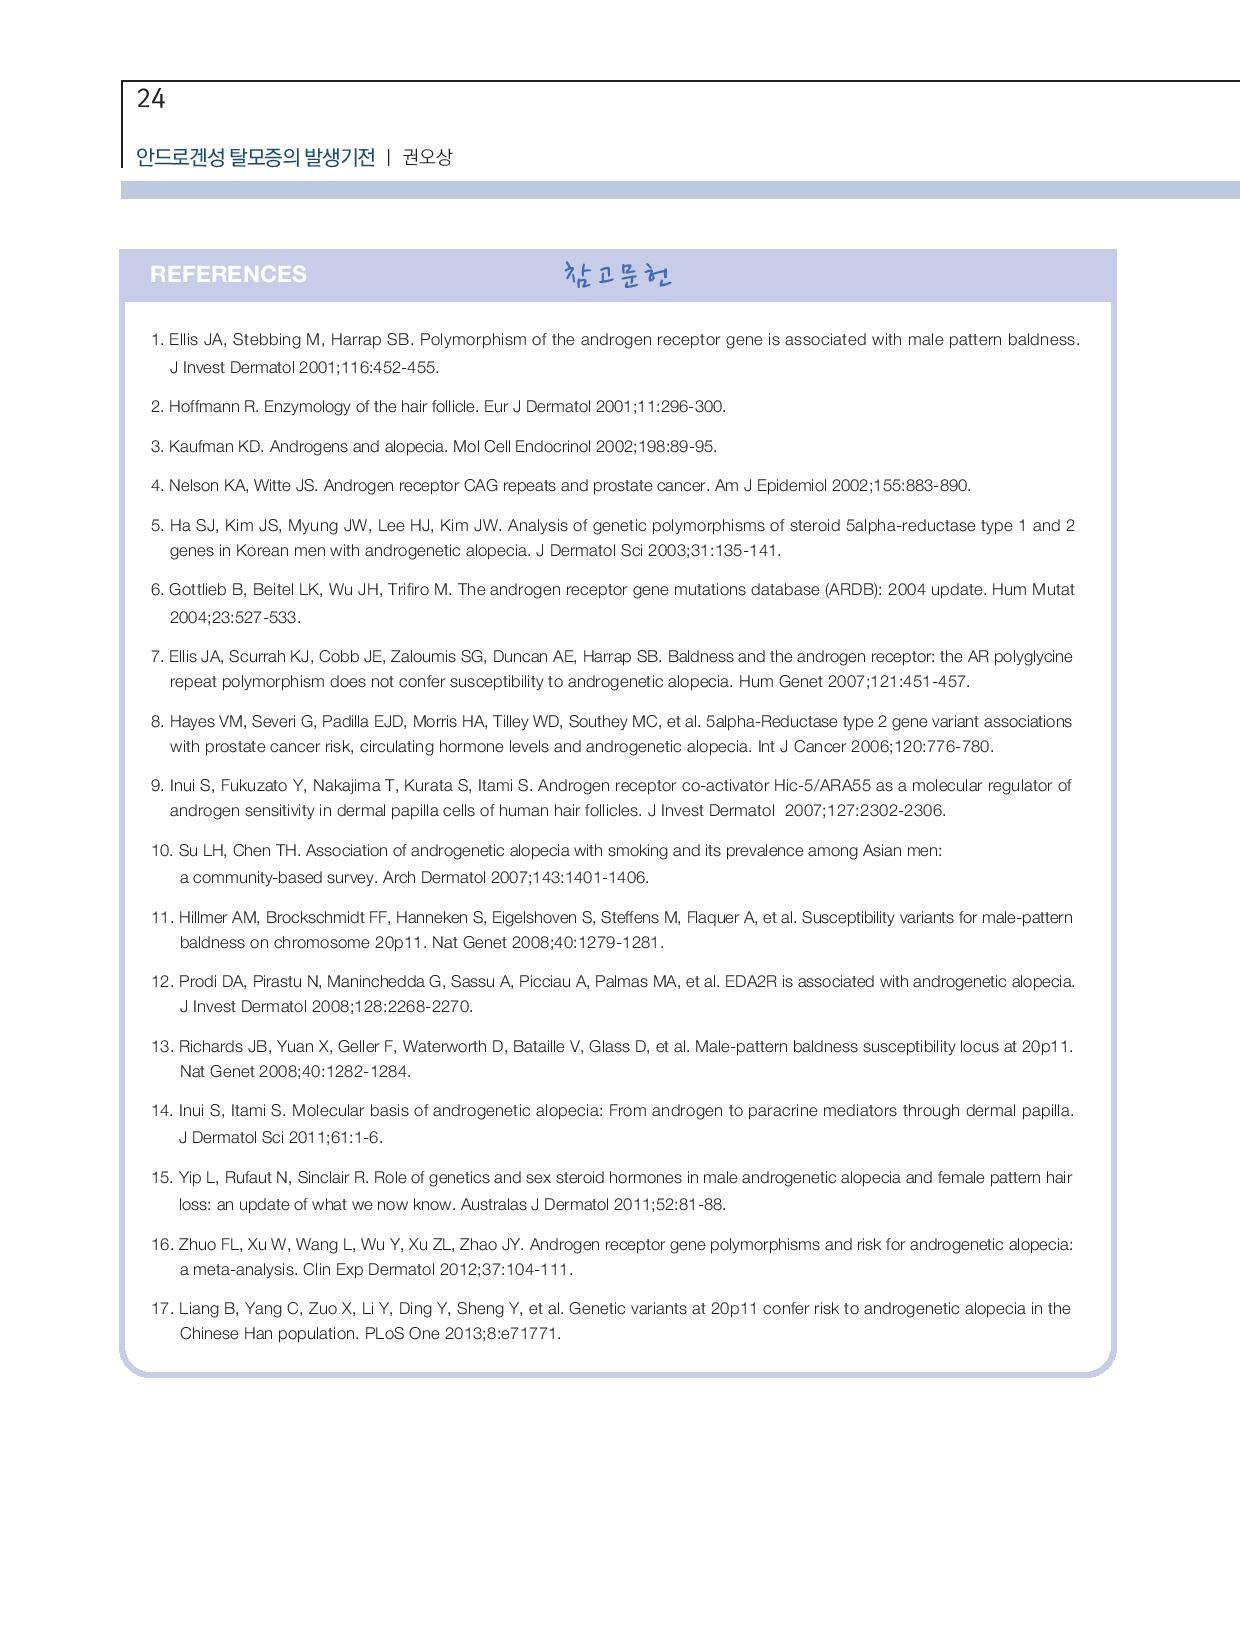 24
안드로겐성 탈모증의 발생기전 | 권오상
REFERENCES 참고문헌
1. Ellis JA, Stebbing M, Harrap SB. Polymorphism of the androgen receptor gene is associated with male pattern baldness.
J Invest Dermatol 2001;116:452-455.
2. Hoffmann R. Enzymology of the hair follicle. Eur J Dermatol 2001;11:296-300.
3. Kaufman KD. Androgens and alopecia. Mol Cell Endocrinol 2002;198:89-95.
4. Nelson KA, Witte JS. Androgen receptor CAG repeats and prostate cancer. Am J Epidemiol 2002;155:883-890.
5. Ha SJ, Kim JS, Myung JW, Lee HJ, Kim JW. Analysis of genetic polymorphisms of steroid 5alpha-reductase type 1 and 2
genes in Korean men with androgenetic alopecia. J Dermatol Sci 2003;31:135-141.
6. Gottlieb B, Beitel LK, Wu JH, Trifiro M. The androgen receptor gene mutations database (ARDB): 2004 update. Hum Mutat
2004;23:527-533.
7. Ellis JA, Scurrah KJ, Cobb JE, Zaloumis SG, Duncan AE, Harrap SB. Baldness and the androgen receptor: the AR polyglycine
repeat polymorphism does not confer susceptibility to androgenetic alopecia. Hum Genet 2007;121:451-457.
8. Hayes VM, Severi G, Padilla EJD, Morris HA, Tilley WD, Southey MC, et al. 5alpha-Reductase type 2 gene variant associations
with prostate cancer risk, circulating hormone levels and androgenetic alopecia. Int J Cancer 2006;120:776-780.
9. Inui S, Fukuzato Y, Nakajima T, Kurata S, Itami S. Androgen receptor co-activator Hic-5/ARA55 as a molecular regulator of
androgen sensitivity in dermal papilla cells of human hair follicles. J Invest Dermatol 2007;127:2302-2306.
10. Su LH, Chen TH. Association of androgenetic alopecia with smoking and its prevalence among Asian men:
a community-based survey. Arch Dermatol 2007;143:1401-1406.
11. Hillmer AM, Brockschmidt FF, Hanneken S, Eigelshoven S, Steffens M, Flaquer A, et al. Susceptibility variants for male-pattern
baldness on chromosome 20p11. Nat Genet 2008;40:1279-1281.
12. Prodi DA, Pirastu N, Maninchedda G, Sassu A, Picciau A, Palmas MA, et al. EDA2R is associated with androgenetic alopecia.
J Invest Dermatol 2008;128:2268-2270.
13. Richards JB, Yuan X, Geller F, Waterworth D, Bataille V, Glass D, et al. Male-pattern baldness susceptibility locus at 20p11.
Nat Genet 2008;40:1282-1284.
14. Inui S, Itami S. Molecular basis of androgenetic alopecia: From androgen to paracrine mediators through dermal papilla.
J Dermatol Sci 2011;61:1-6.
15. Yip L, Rufaut N, Sinclair R. Role of genetics and sex steroid hormones in male androgenetic alopecia and female pattern hair
loss: an update of what we now know. Australas J Dermatol 2011;52:81-88.
16. Zhuo FL, Xu W, Wang L, Wu Y, Xu ZL, Zhao JY. Androgen receptor gene polymorphisms and risk for androgenetic alopecia:
a meta-analysis. Clin Exp Dermatol 2012;37:104-111.
17. Liang B, Yang C, Zuo X, Li Y, Ding Y, Sheng Y, et al. Genetic variants at 20p11 confer risk to androgenetic alopecia in the
Chinese Han population. PLoS One 2013;8:e71771.